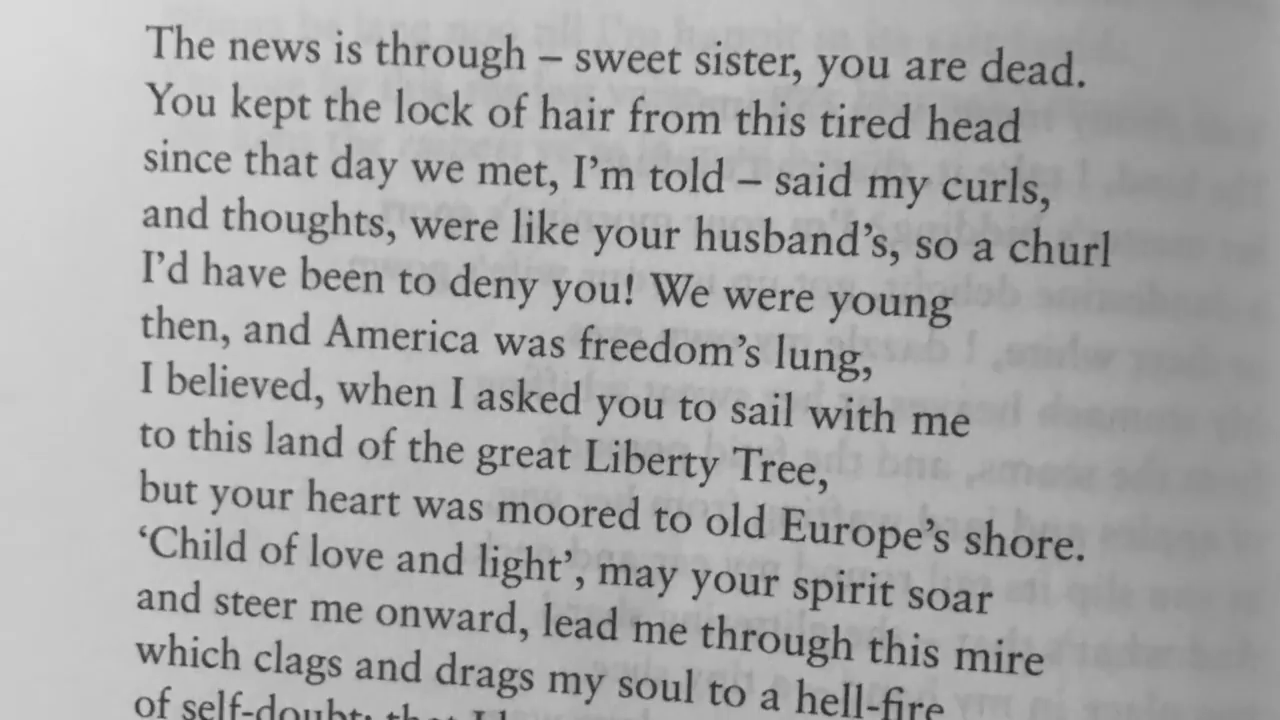 The news is through – sweet sister, you are dead.
You kept the lock of hair from this tired head
since that day we met, I’m told – said my curls,
and thoughts, were like your husband’s, so a churl
I’d have been to deny you! We were young
then, and America was freedom’s lung,
I believed, when I asked you to sail with me
to this land of the great Liberty Tree,
but your heart was moored to old Europe’s shore.
‘Child of love and light’, may your spirit soar
and steer me onward, lead me through this mire
which clags and drags my soul to a hell-fire
of self-doubt; that I